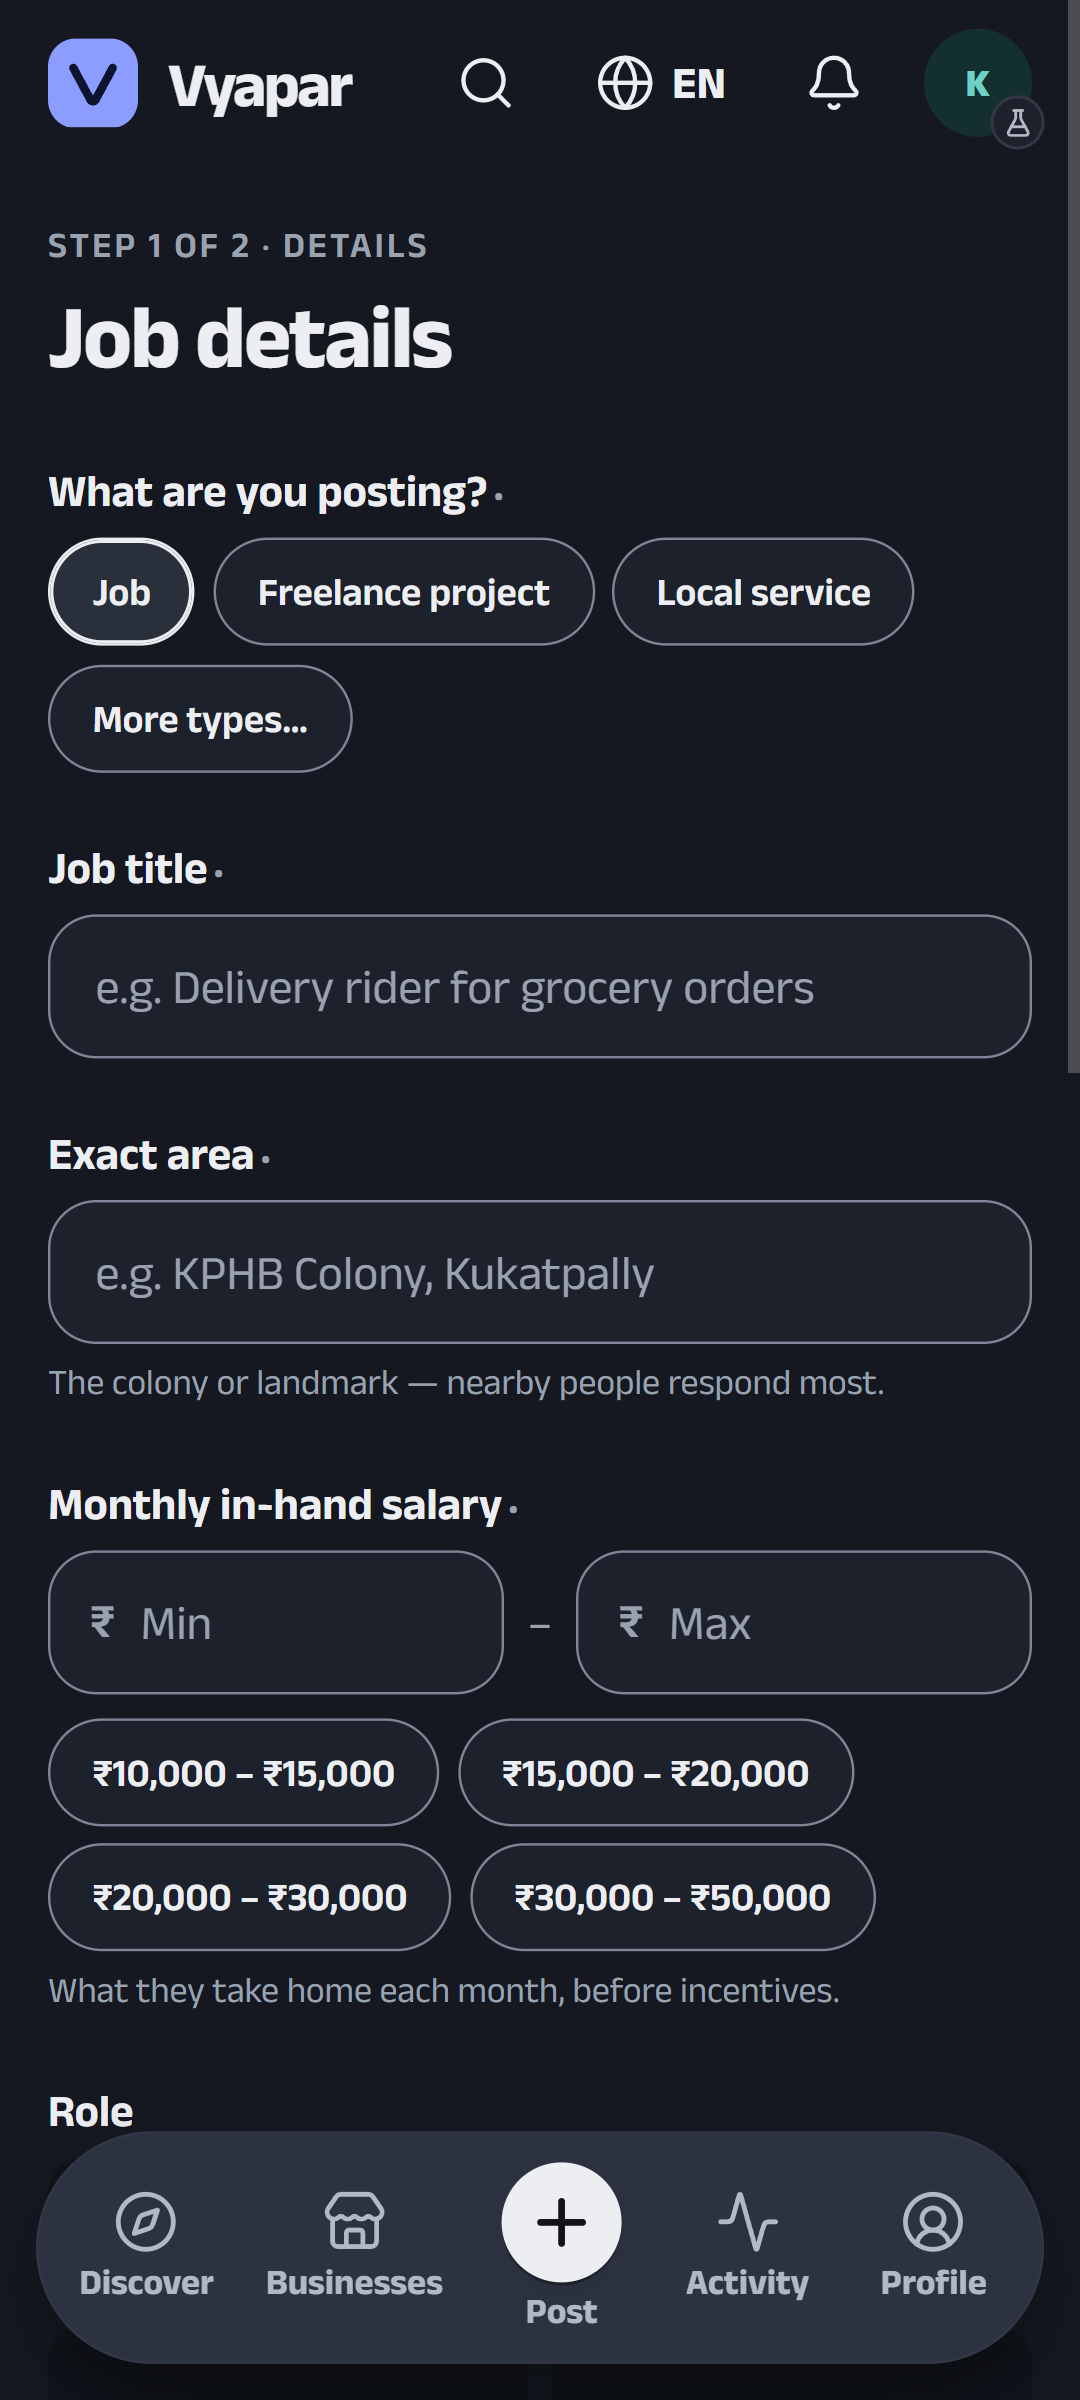 Vyapar
EN
K
STEP 1 OF 2 · DETAILS
Job details
What are you posting? •
Job
Freelance project
Local service
More types...
Job title •
e.g. Delivery rider for grocery orders
Exact area •
e.g. KPHB Colony, Kukatpally
The colony or landmark — nearby people respond most.
Monthly in-hand salary •
₹ Min – ₹ Max
₹10,000 – ₹15,000
₹15,000 – ₹20,000
₹20,000 – ₹30,000
₹30,000 – ₹50,000
What they take home each month, before incentives.
Role
Discover
Businesses
Post
Activity
Profile